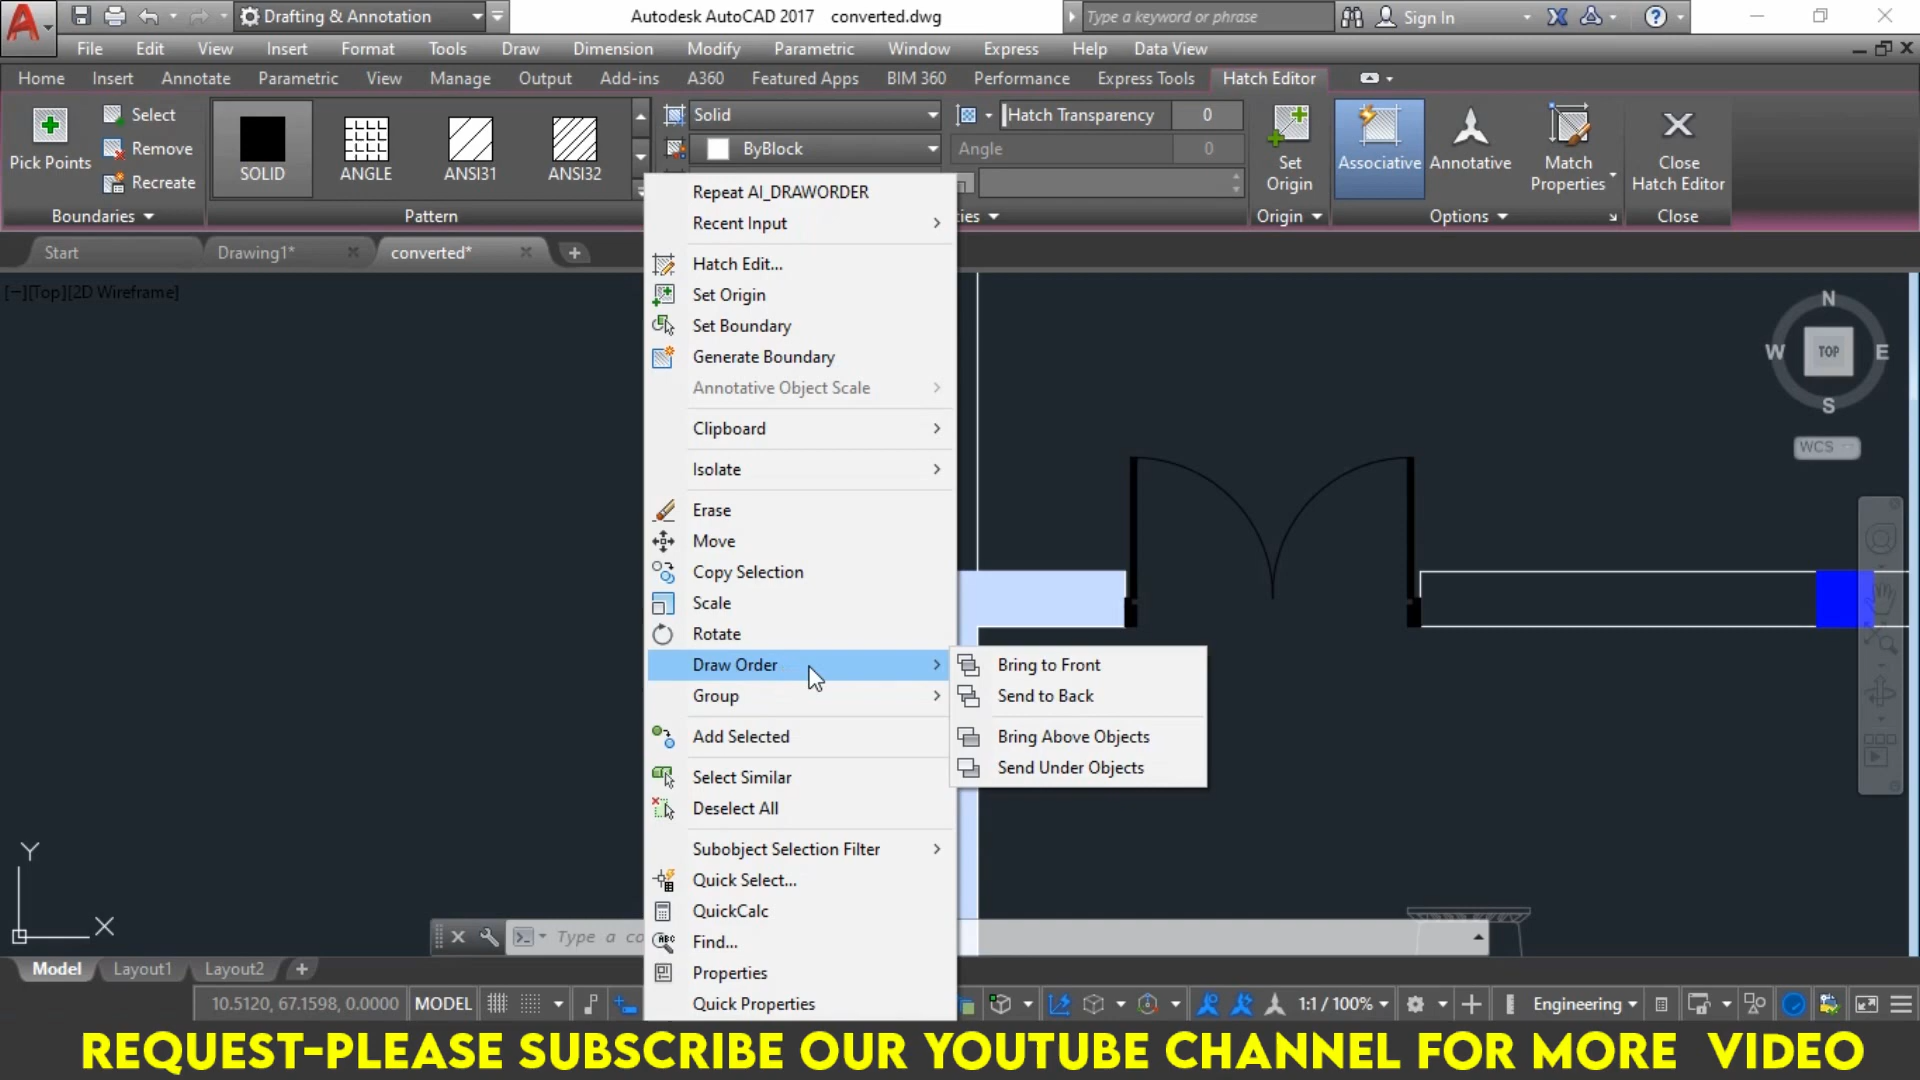 Drafting & Annotation
Autodesk AutoCAD 2017 converted.dwg
Type a keyword or phrase
Sign In
File Edit View Insert Format Tools Draw Dimension Modify Parametric Window Express Help Data View
Home Insert Annotate Parametric View Manage Output Add-ins A360 Featured Apps BIM 360 Performance Express Tools Hatch Editor
Pick Points
Select
Remove
Recreate
Boundaries
SOLID
ANGLE
ANSI31
ANSI32
Pattern
Solid
ByBlock
Hatch Transparency 0
Angle 0
ies
Set
Origin
Origin
Associative
Annotative
Match
Properties
Options
Close
Hatch Editor
Close
Start
Drawing1*
converted*
[−][Top][2D Wireframe]
Repeat AI_DRAWORDER
Recent Input
Hatch Edit...
Set Origin
Set Boundary
Generate Boundary
Annotative Object Scale
Clipboard
Isolate
Erase
Move
Copy Selection
Scale
Rotate
Draw Order
Group
Add Selected
Select Similar
Deselect All
Subobject Selection Filter
Quick Select...
QuickCalc
Find...
Properties
Quick Properties
Bring to Front
Send to Back
Bring Above Objects
Send Under Objects
N
W TOP E
S
WCS
Y
X
Type a co
Model Layout1 Layout2
10.5120, 67.1598, 0.0000 MODEL
1:1 / 100%
Engineering
REQUEST-PLEASE SUBSCRIBE OUR YOUTUBE CHANNEL FOR MORE VIDEO